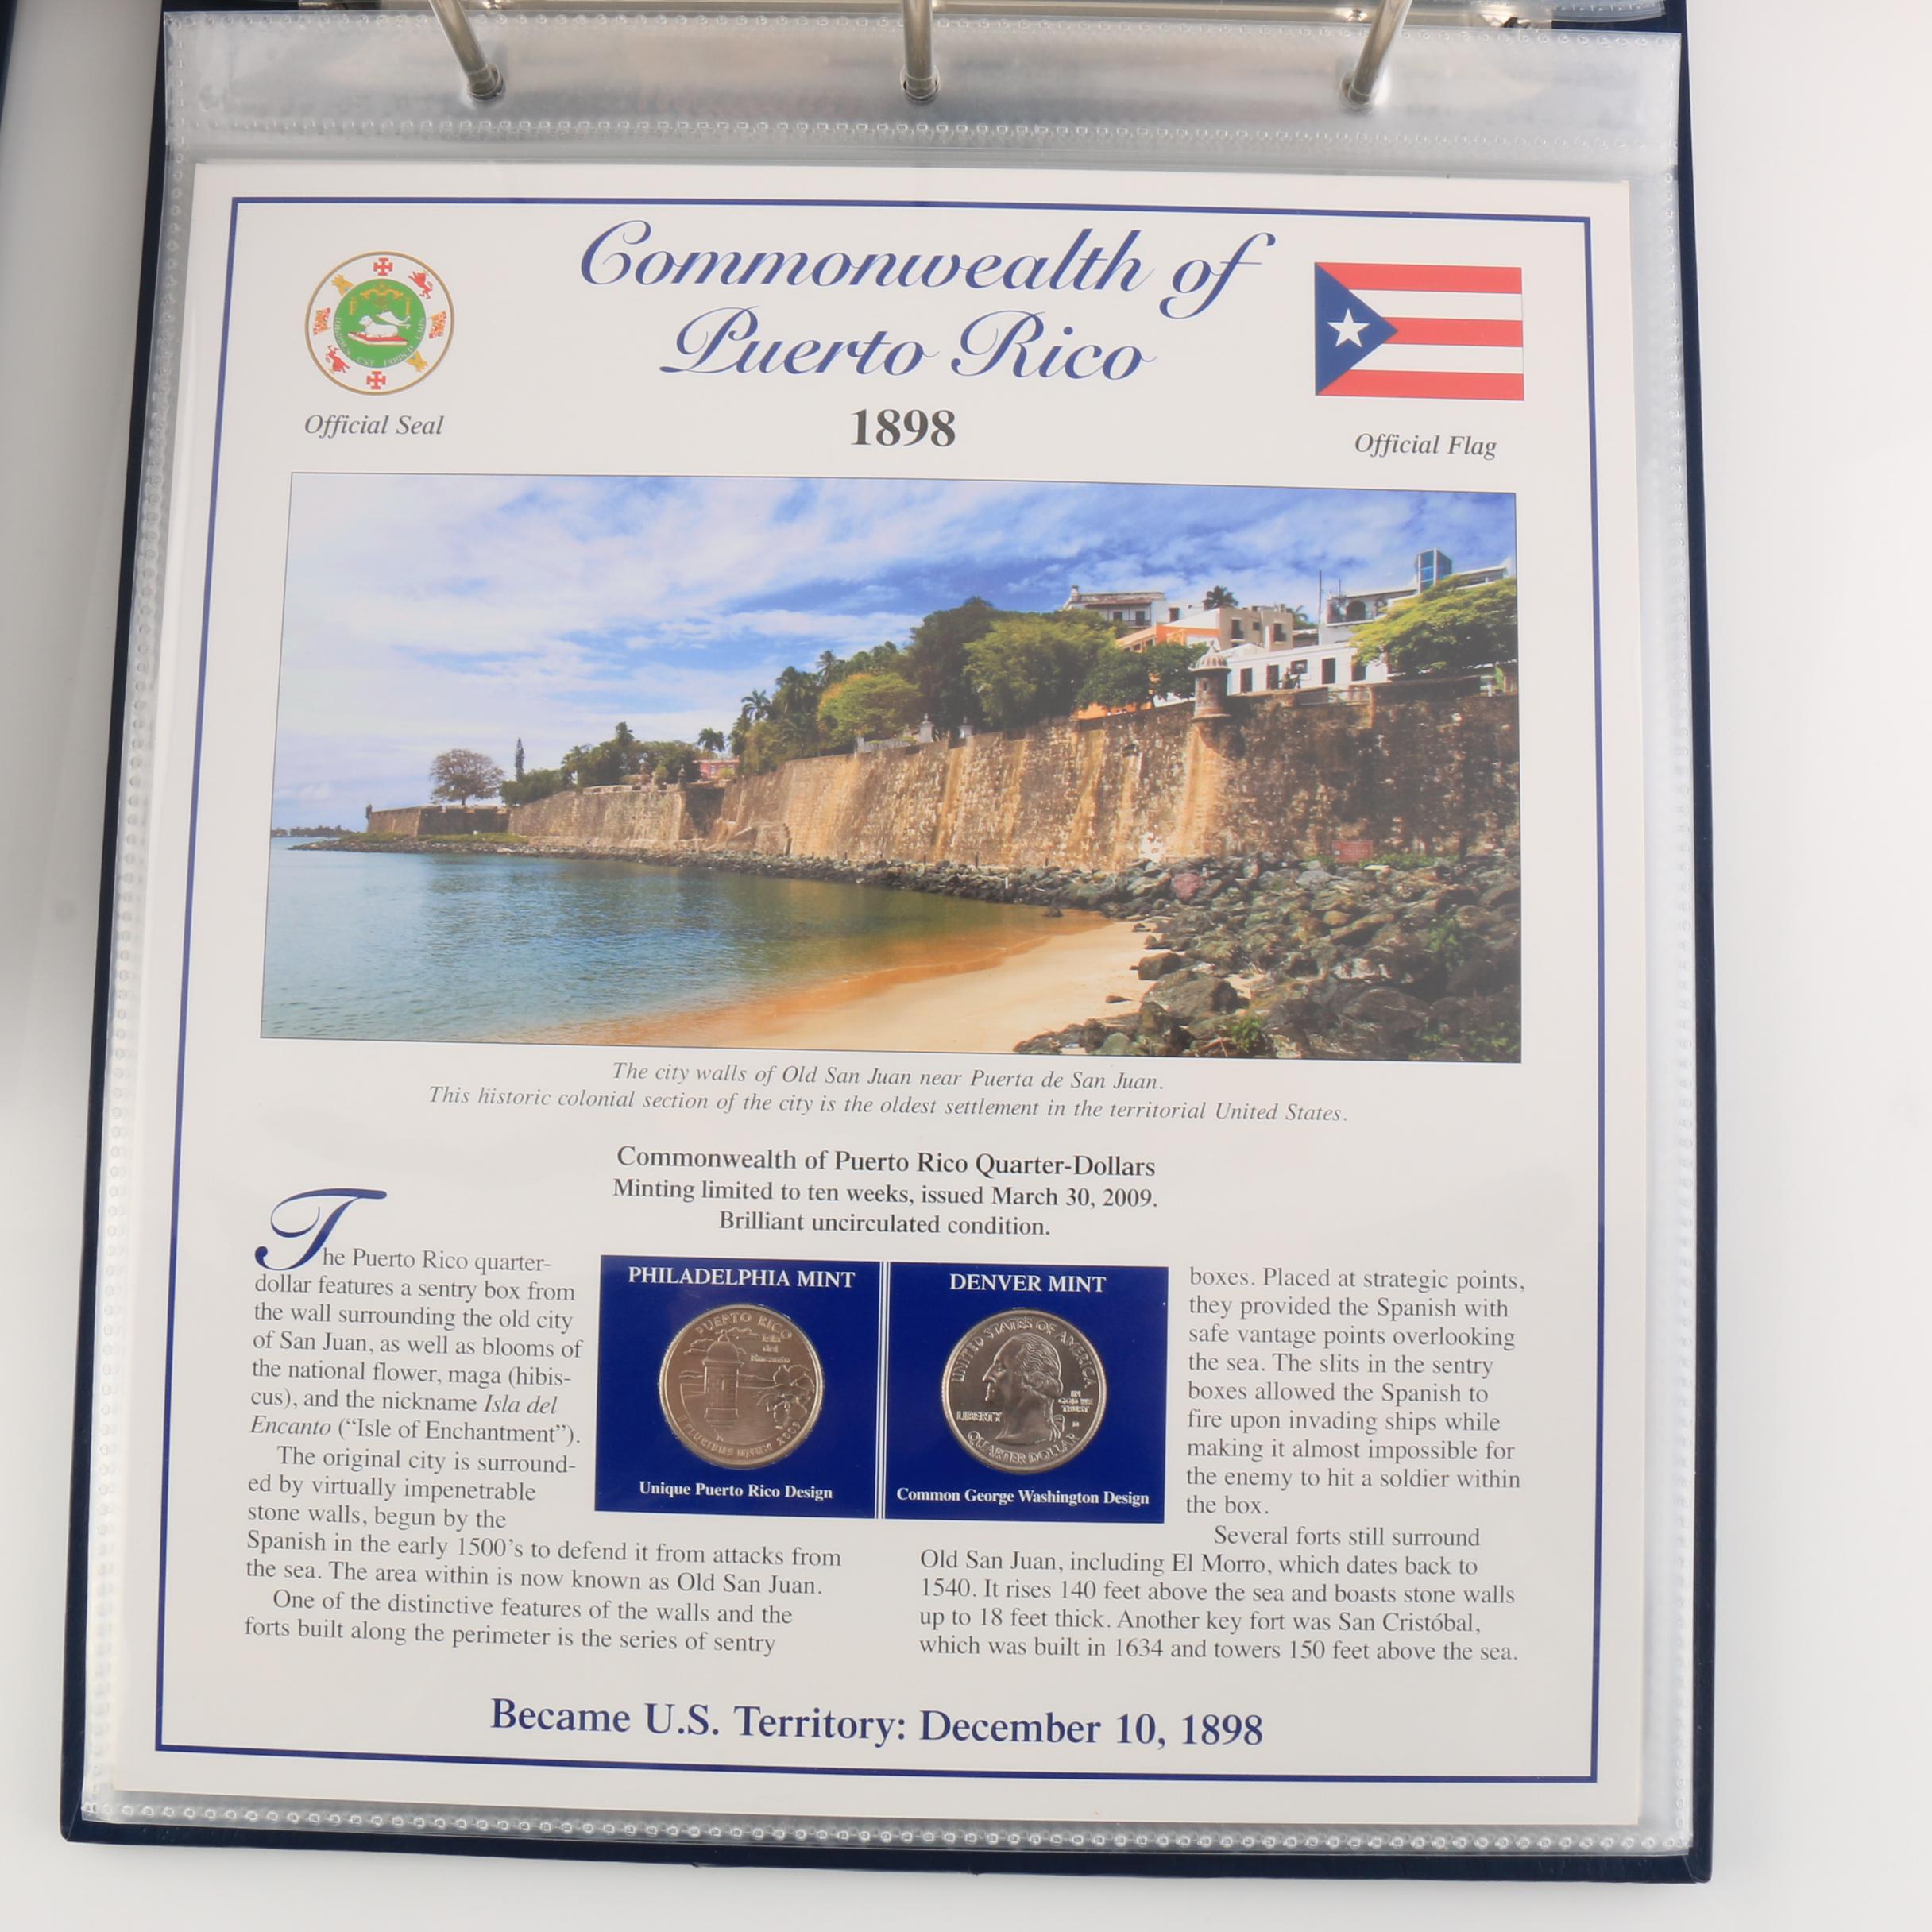 Commonwealth of
Puerto Rico
1898
Official Seal
Official Flag
The city walls of Old San Juan near Puerta de San Juan.
This historic colonial section of the city is the oldest settlement in the territorial United States.
Commonwealth of Puerto Rico Quarter-Dollars
Minting limited to ten weeks, issued March 30, 2009.
Brilliant uncirculated condition.
The Puerto Rico quarter-
dollar features a sentry box from
the wall surrounding the old city
of San Juan, as well as blooms of
the national flower, maga (hibis-
cus), and the nickname Isla del
Encanto (“Isle of Enchantment”).
The original city is surround-
ed by virtually impenetrable
stone walls, begun by the
Spanish in the early 1500’s to defend it from attacks from
the sea. The area within is now known as Old San Juan.
One of the distinctive features of the walls and the
forts built along the perimeter is the series of sentry
PHILADELPHIA MINT
PUERTO RICO
Isla
del
Encanto
E PLURIBUS UNUM 2009
Unique Puerto Rico Design
DENVER MINT
UNITED STATES OF AMERICA
LIBERTY
IN
GOD WE
TRUST
D
QUARTER DOLLAR
Common George Washington Design
boxes. Placed at strategic points,
they provided the Spanish with
safe vantage points overlooking
the sea. The slits in the sentry
boxes allowed the Spanish to
fire upon invading ships while
making it almost impossible for
the enemy to hit a soldier within
the box.
Several forts still surround
Old San Juan, including El Morro, which dates back to
1540. It rises 140 feet above the sea and boasts stone walls
up to 18 feet thick. Another key fort was San Cristóbal,
which was built in 1634 and towers 150 feet above the sea.
Became U.S. Territory: December 10, 1898